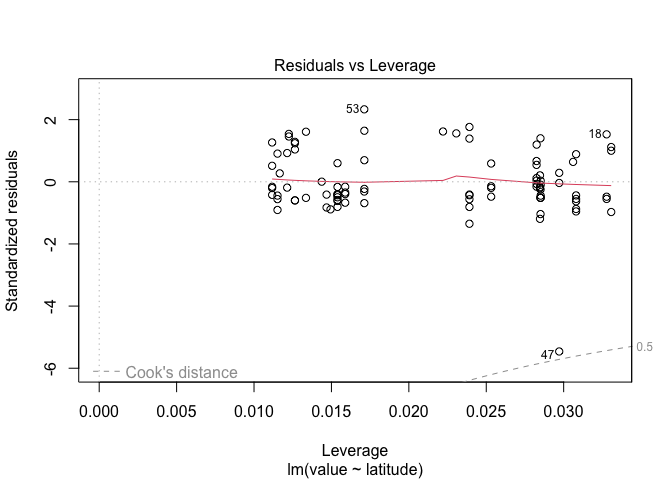 Residuals vs Leverage
Standardized residuals
2
0
-2
-4
-6
53
18
47
0.5
Cook's distance
0.000 0.005 0.010 0.015 0.020 0.025 0.030
Leverage
lm(value ~ latitude)